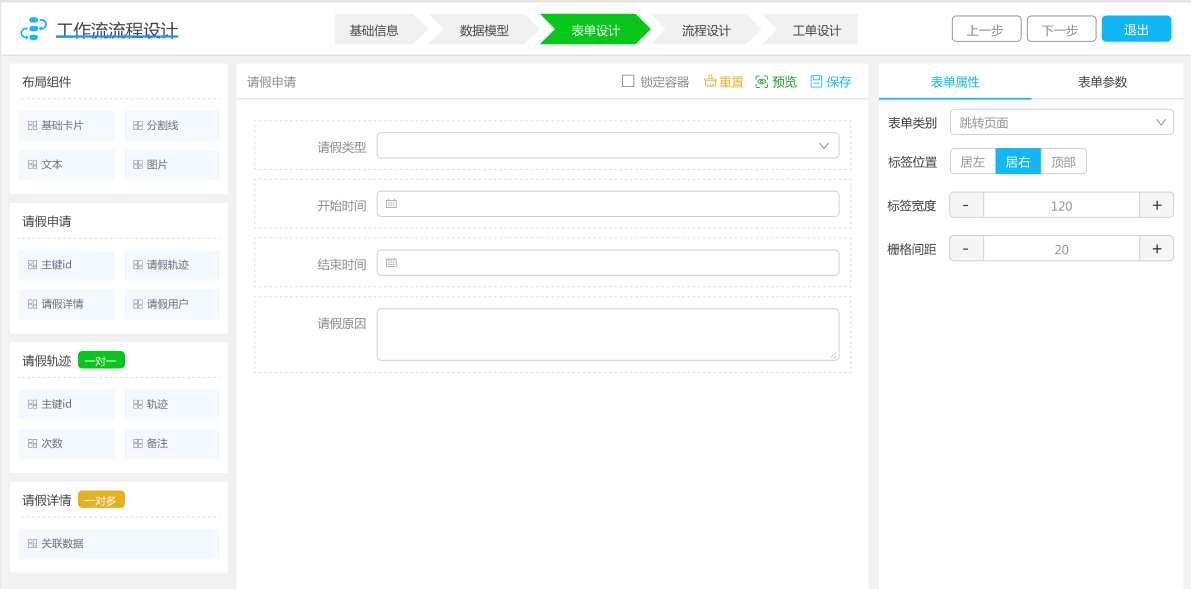 工作流流程设计
基础信息
数据模型
表单设计
流程设计
工单设计
上一步
下一步
退出
布局组件
基础卡片
分割线
文本
图片
请假申请
主键id
请假轨迹
请假详情
请假用户
请假轨迹 一对一
主键id
轨迹
次数
备注
请假详情 一对多
关联数据
请假申请
锁定容器
重置
预览
保存
请假类型
开始时间
结束时间
请假原因
表单属性
表单参数
表单类别 跳转页面
标签位置 居左 居右 顶部
标签宽度 - 120 +
栅格间距 - 20 +